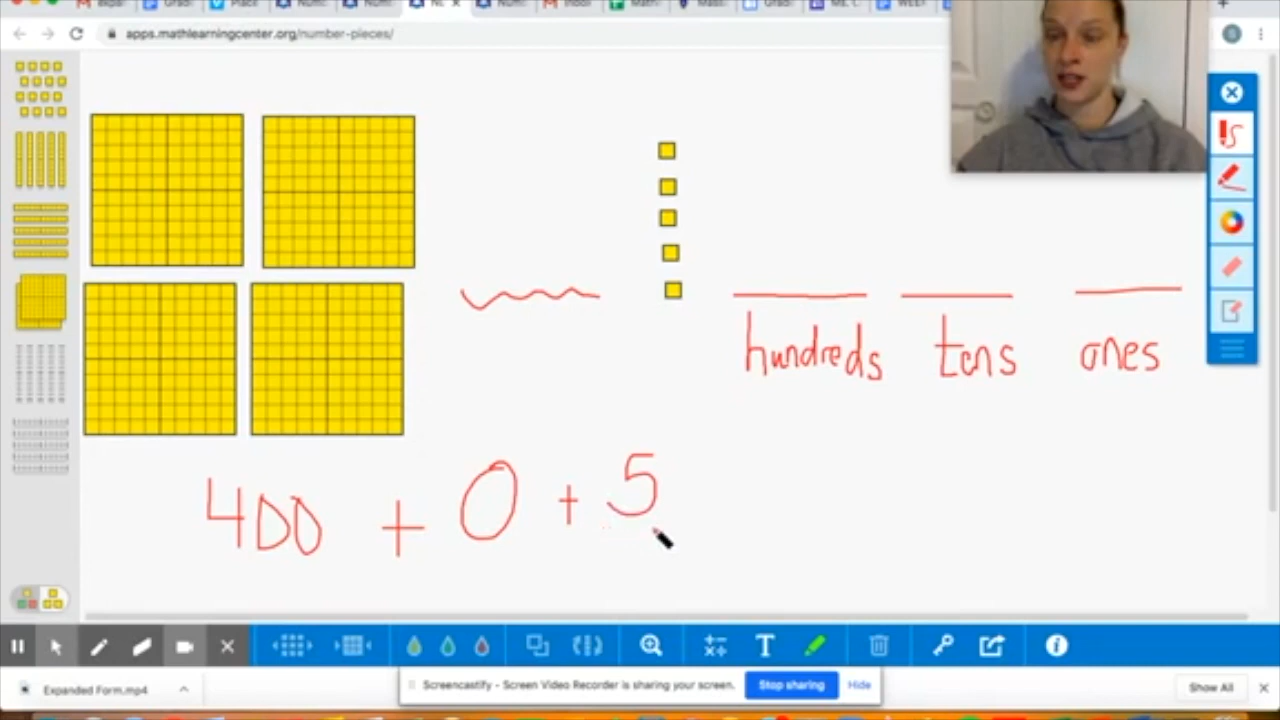 apps.mathlearningcenter.org/number-pieces/
hundreds tens ones
400 + 0 + 5
T
Expanded Form.mp4
Screencastify - Screen Video Recorder is sharing your screen.
Stop sharing
Hide
Show All